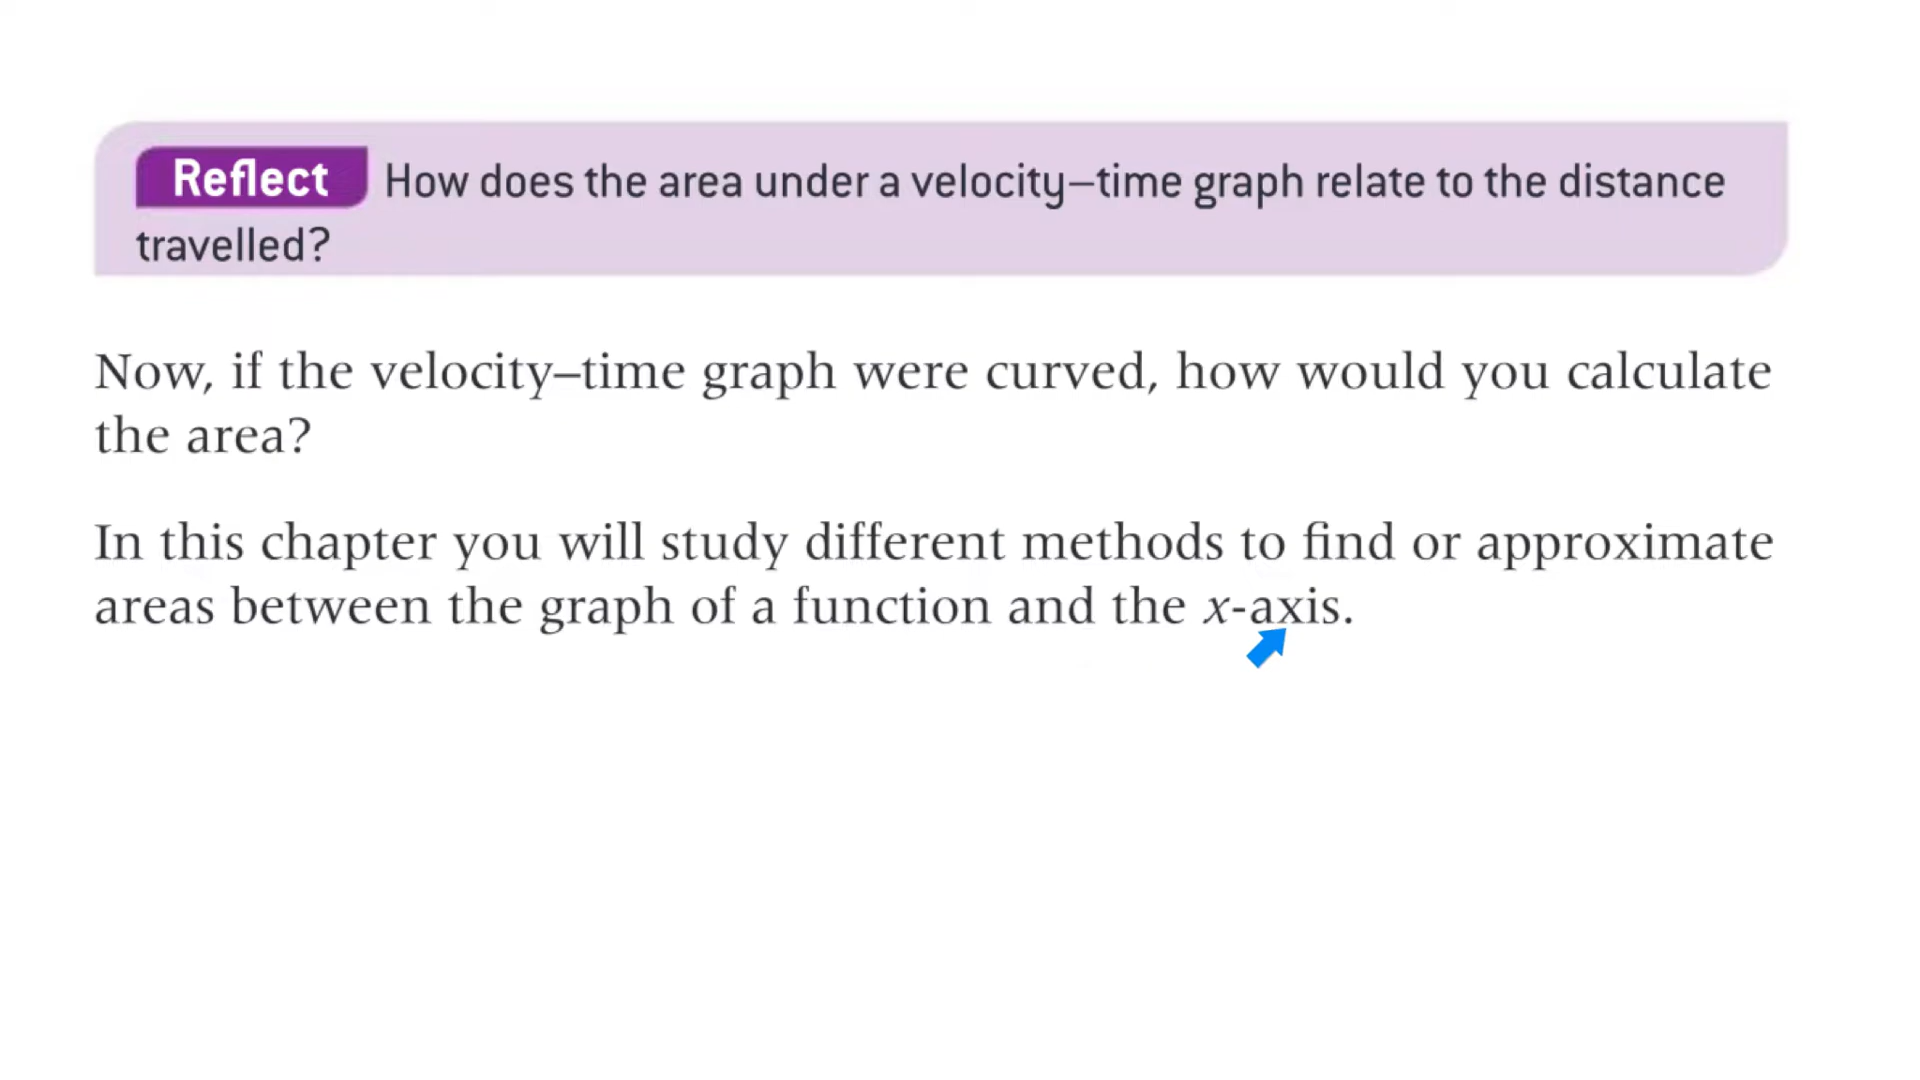 Reflect How does the area under a velocity–time graph relate to the distance
travelled?
Now, if the velocity–time graph were curved, how would you calculate
the area?
In this chapter you will study different methods to find or approximate
areas between the graph of a function and the x-axis.